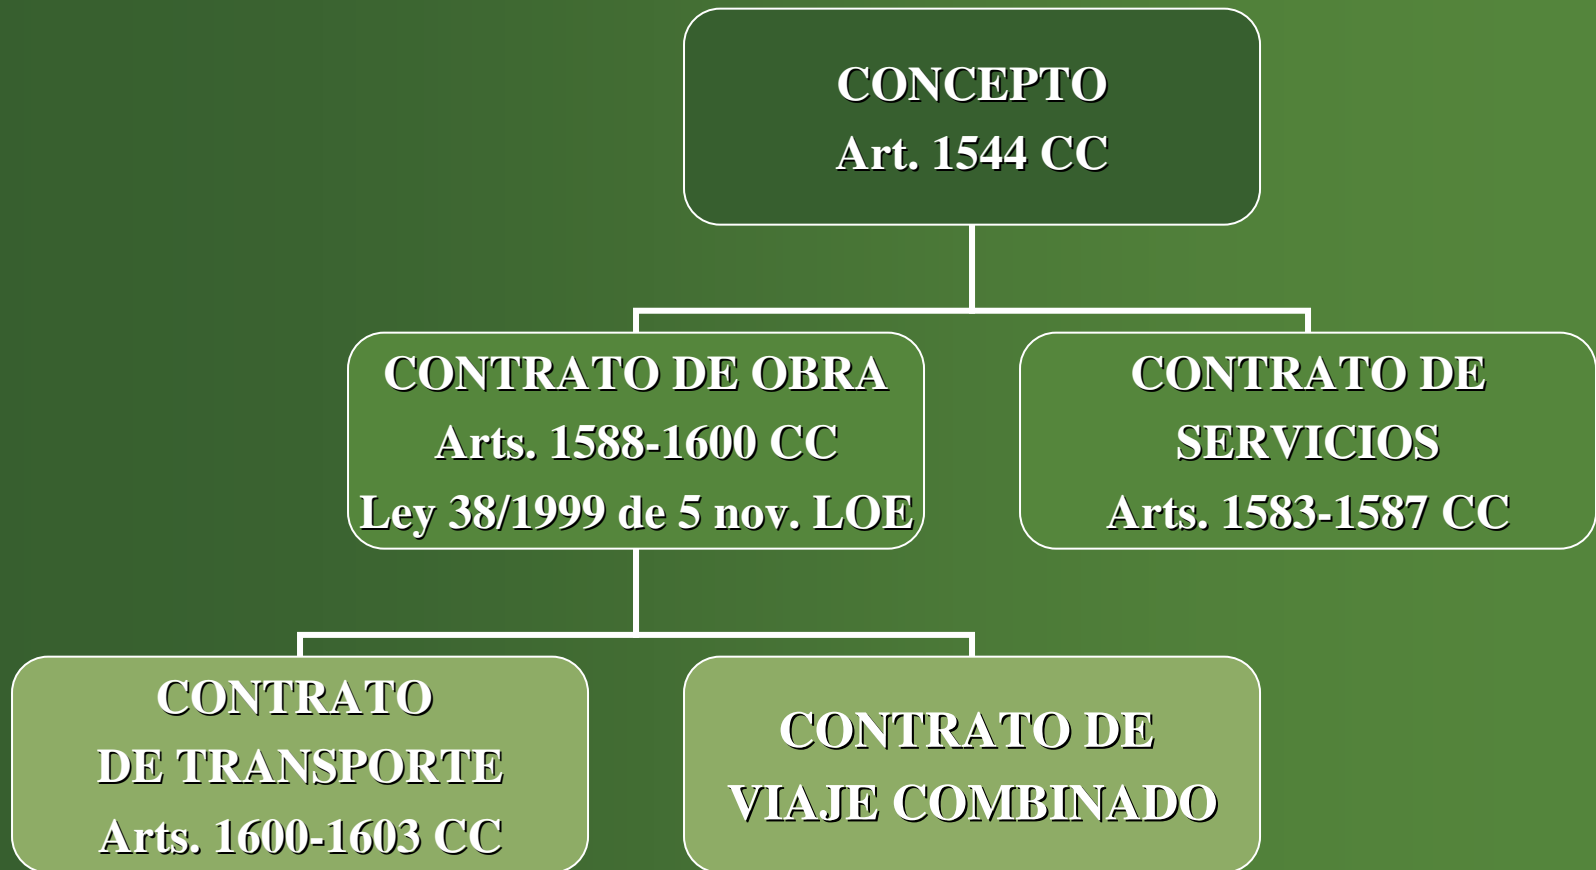 CONCEPTO
Art. 1544 CC
CONTRATO DE OBRA
Arts. 1588-1600 CC
Ley 38/1999 de 5 nov. LOE
CONTRATO DE
SERVICIOS
Arts. 1583-1587 CC
CONTRATO
DE TRANSPORTE
Arts. 1600-1603 CC
CONTRATO DE
VIAJE COMBINADO